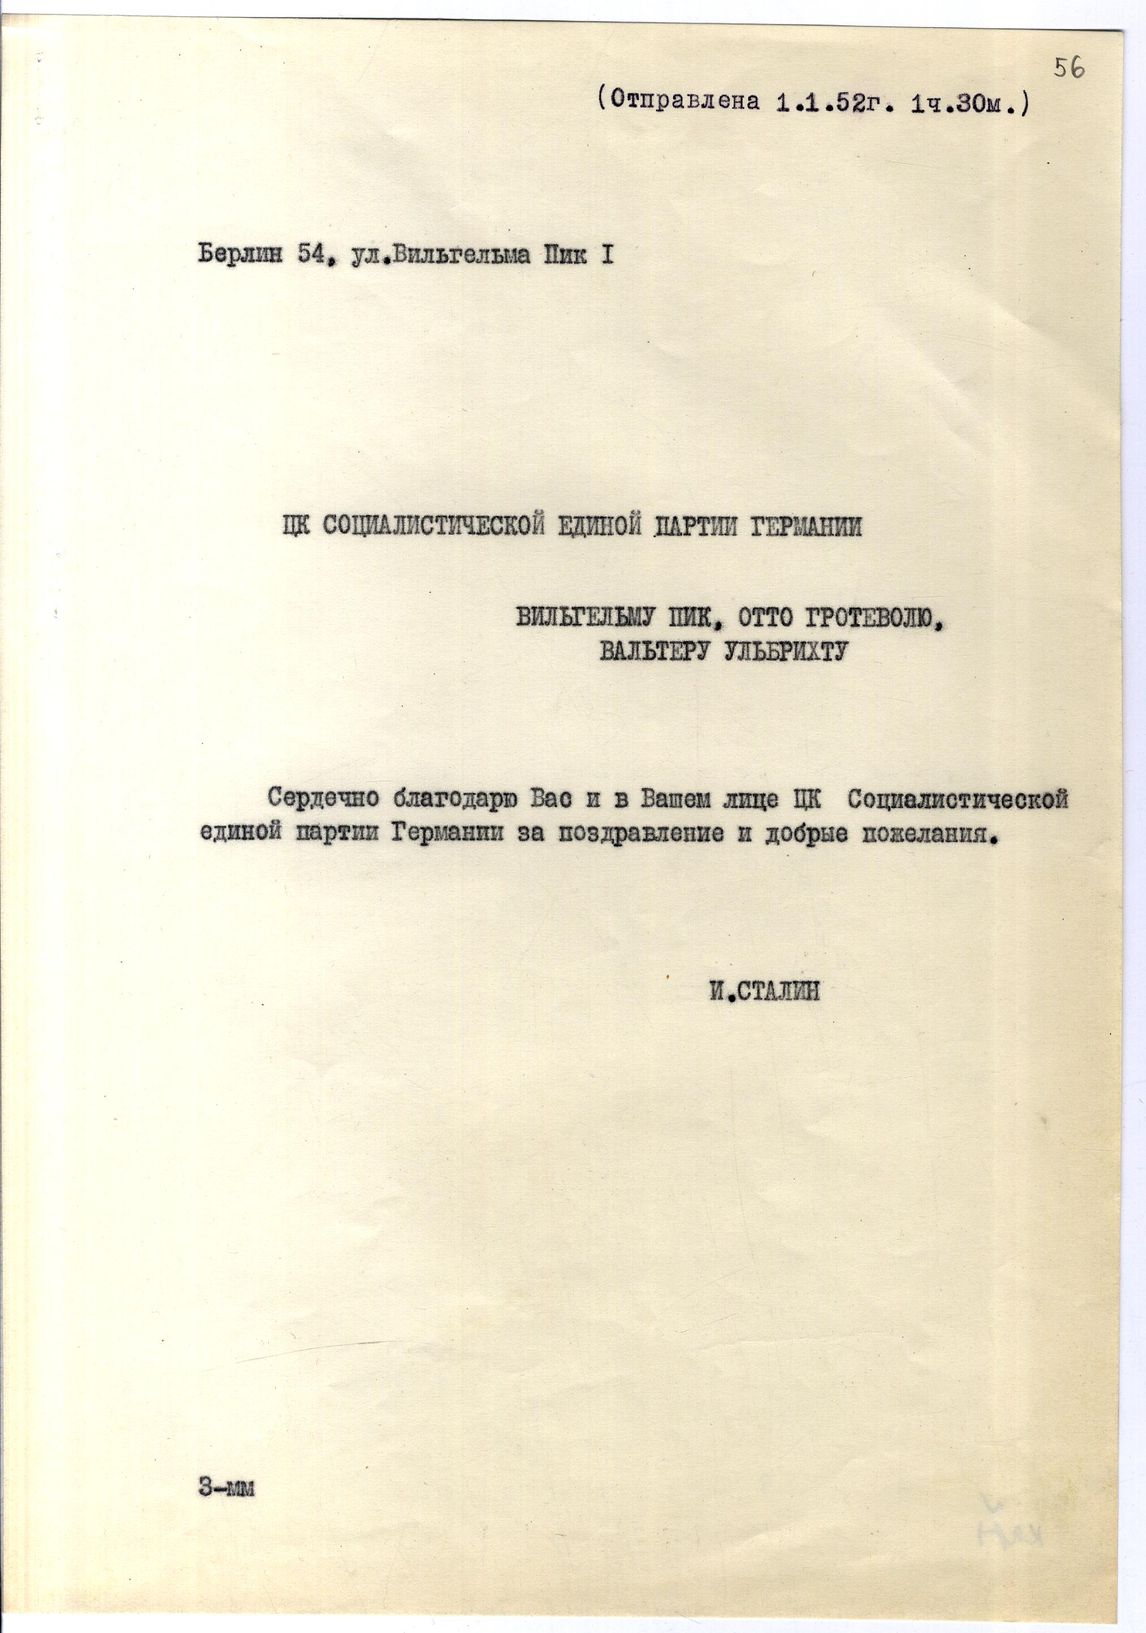 56
(Отправлена 1.1.52г. 1ч.30м.)
Берлин 54, ул.Вильгельма Пик I
ЦК СОЦИАЛИСТИЧЕСКОЙ ЕДИНОЙ ПАРТИИ ГЕРМАНИИ
ВИЛЬГЕЛЬМУ ПИК, ОТТО ГРОТЕВОЛЮ,
ВАЛЬТЕРУ УЛЬБРИХТУ
Сердечно благодарю Вас и в Вашем лице ЦК Социалистической
единой партии Германии за поздравление и добрые пожелания.
И.СТАЛИН
3-мм